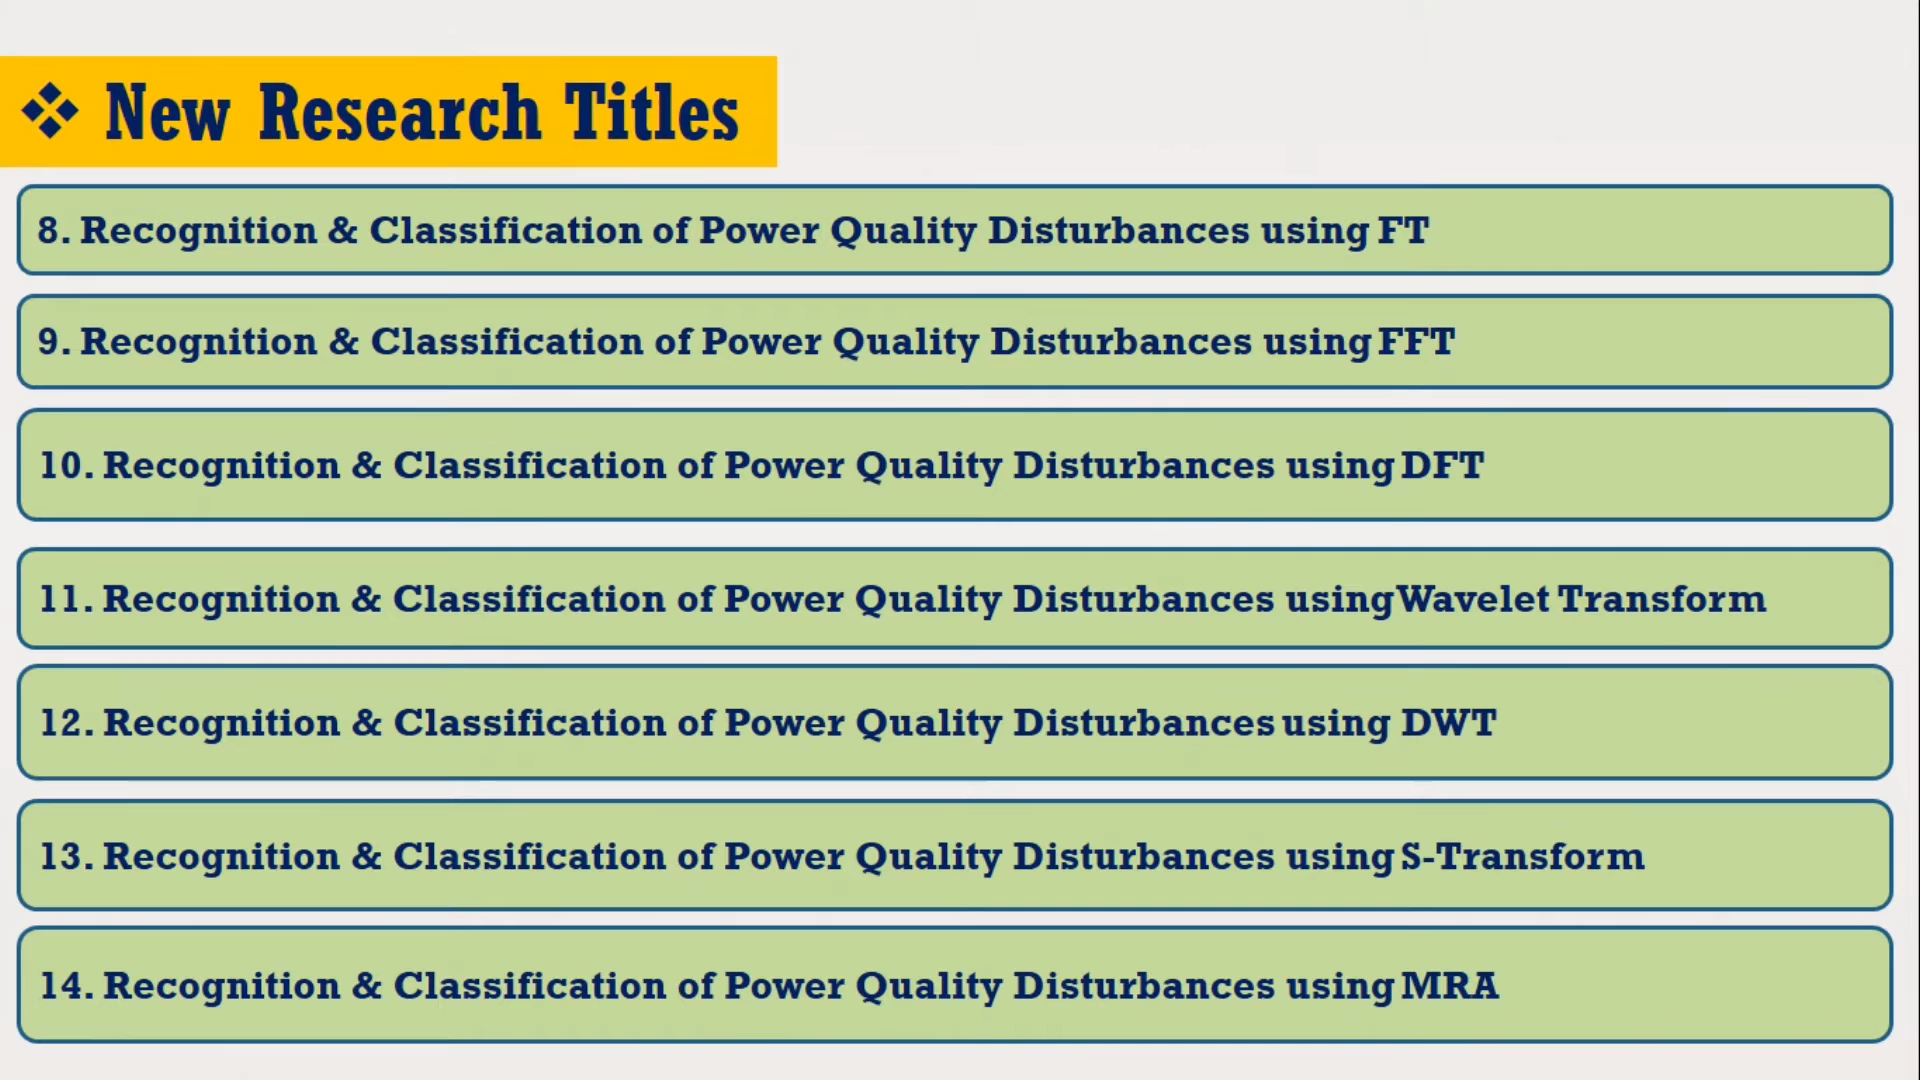 ❖ New Research Titles
8. Recognition & Classification of Power Quality Disturbances using FT
9. Recognition & Classification of Power Quality Disturbances using FFT
10. Recognition & Classification of Power Quality Disturbances using DFT
11. Recognition & Classification of Power Quality Disturbances using Wavelet Transform
12. Recognition & Classification of Power Quality Disturbances using DWT
13. Recognition & Classification of Power Quality Disturbances using S-Transform
14. Recognition & Classification of Power Quality Disturbances using MRA